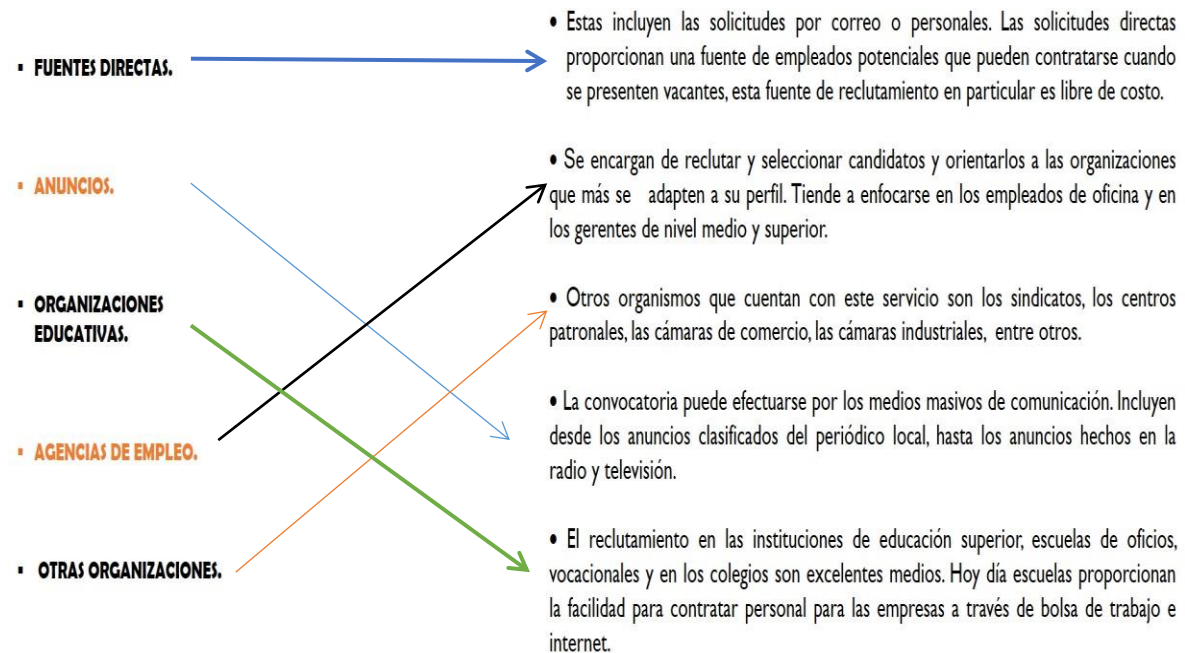 ▪ FUENTES DIRECTAS.
▪ ANUNCIOS.
▪ ORGANIZACIONES
EDUCATIVAS.
▪ AGENCIAS DE EMPLEO.
▪ OTRAS ORGANIZACIONES.
• Estas incluyen las solicitudes por correo o personales. Las solicitudes directas
proporcionan una fuente de empleados potenciales que pueden contratarse cuando
se presenten vacantes, esta fuente de reclutamiento en particular es libre de costo.
• Se encargan de reclutar y seleccionar candidatos y orientarlos a las organizaciones
que más se adapten a su perfil. Tiende a enfocarse en los empleados de oficina y en
los gerentes de nivel medio y superior.
• Otros organismos que cuentan con este servicio son los sindicatos, los centros
patronales, las cámaras de comercio, las cámaras industriales, entre otros.
• La convocatoria puede efectuarse por los medios masivos de comunicación. Incluyen
desde los anuncios clasificados del periódico local, hasta los anuncios hechos en la
radio y televisión.
• El reclutamiento en las instituciones de educación superior, escuelas de oficios,
vocacionales y en los colegios son excelentes medios. Hoy día escuelas proporcionan
la facilidad para contratar personal para las empresas a través de bolsa de trabajo e
internet.